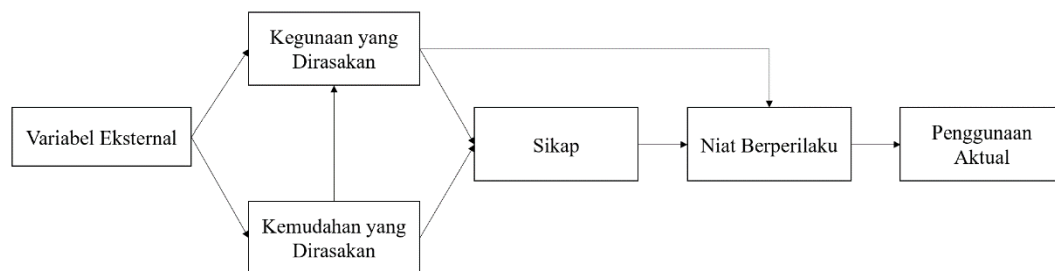 Kegunaan yang
Dirasakan
Variabel Eksternal
Sikap
Niat Berperilaku
Penggunaan
Aktual
Kemudahan yang
Dirasakan